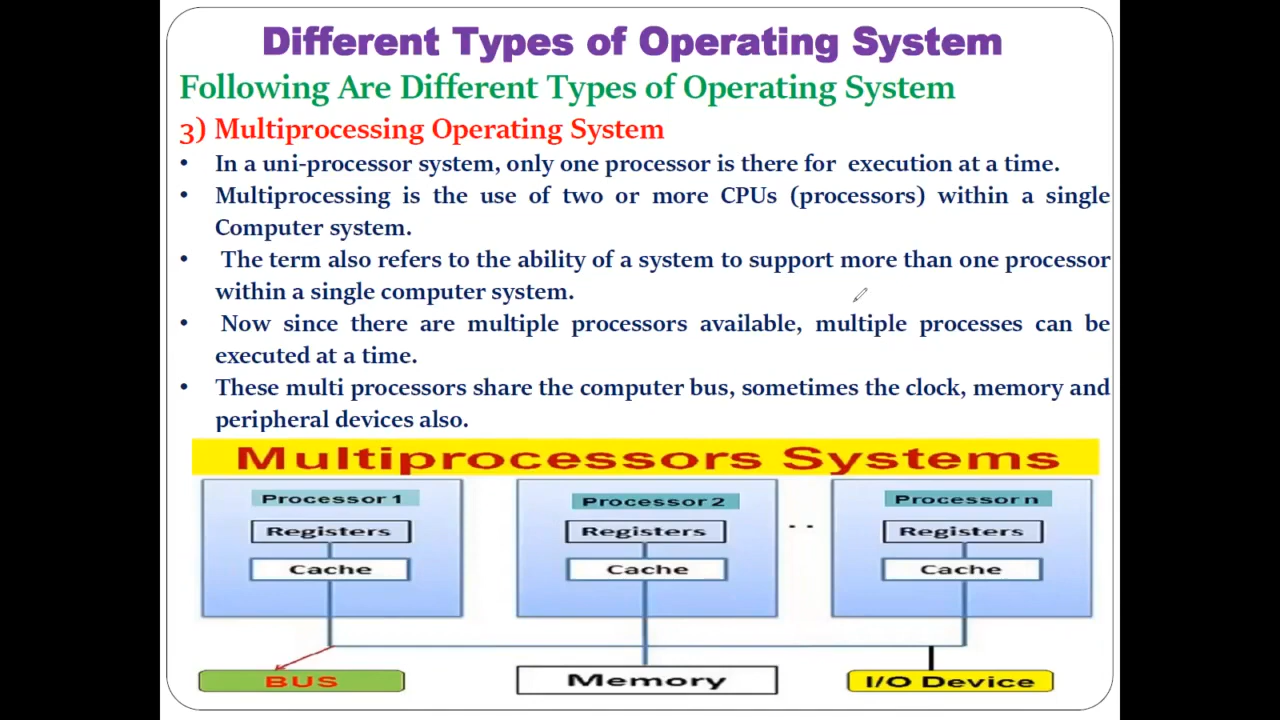 Different Types of Operating System
Following Are Different Types of Operating System
3) Multiprocessing Operating System
• In a uni-processor system, only one processor is there for execution at a time.
• Multiprocessing is the use of two or more CPUs (processors) within a single
Computer system.
• The term also refers to the ability of a system to support more than one processor
within a single computer system.
• Now since there are multiple processors available, multiple processes can be
executed at a time.
• These multi processors share the computer bus, sometimes the clock, memory and
peripheral devices also.
Multiprocessors Systems
Processor 1
Registers
Cache
Processor 2
Registers
Cache
Processor n
Registers
Cache
BUS
Memory
I/O Device